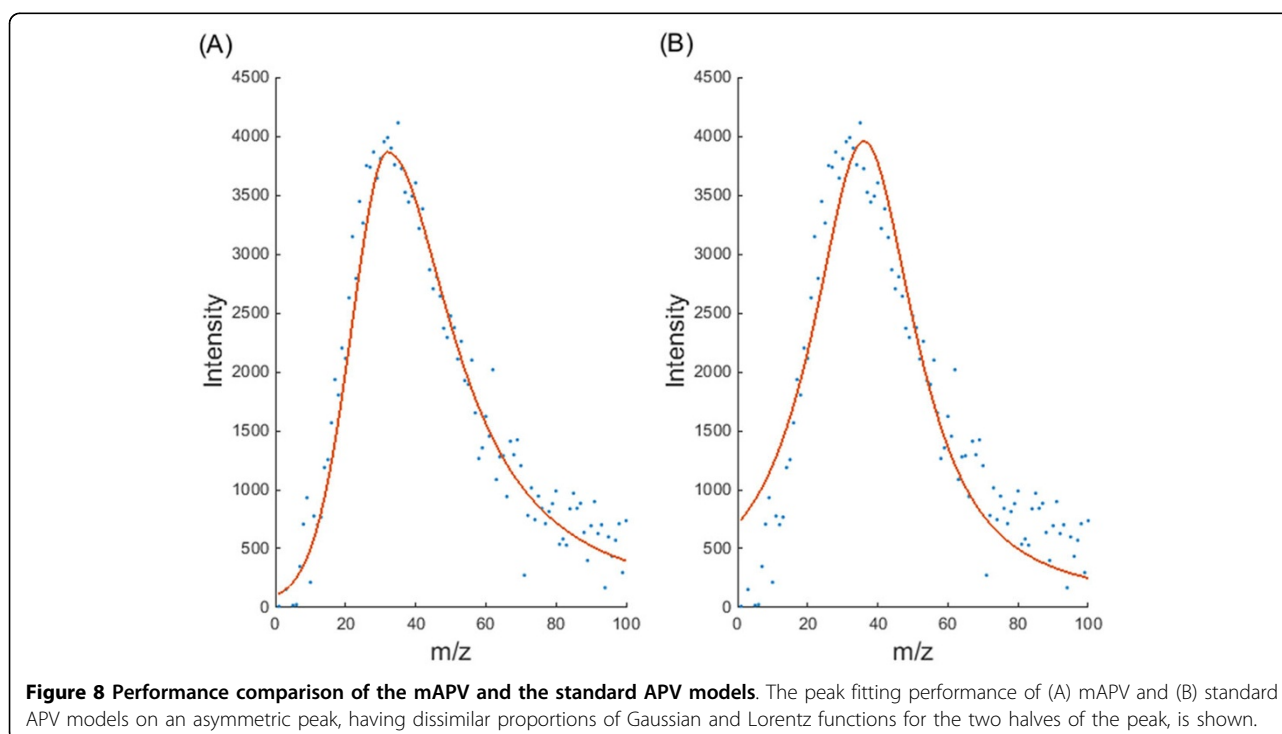 (A)
4500
4000
3500
3000
2500
2000
1500
1000
500
0
Intensity
0 20 40 60 80 100
m/z
(B)
4500
4000
3500
3000
2500
2000
1500
1000
500
0
Intensity
0 20 40 60 80 100
m/z
Figure 8 Performance comparison of the mAPV and the standard APV models. The peak fitting performance of (A) mAPV and (B) standard
APV models on an asymmetric peak, having dissimilar proportions of Gaussian and Lorentz functions for the two halves of the peak, is shown.